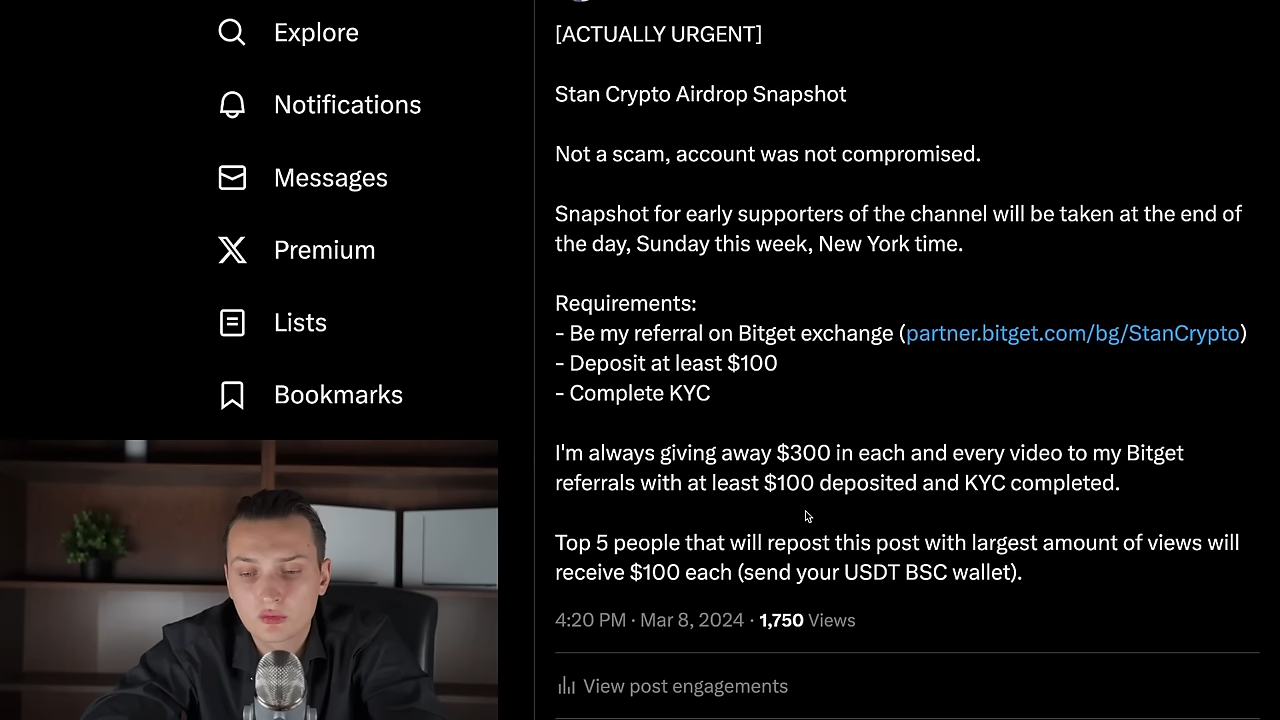 Explore
Notifications
Messages
Premium
Lists
Bookmarks
[ACTUALLY URGENT]
Stan Crypto Airdrop Snapshot
Not a scam, account was not compromised.
Snapshot for early supporters of the channel will be taken at the end of
the day, Sunday this week, New York time.
Requirements:
- Be my referral on Bitget exchange (partner.bitget.com/bg/StanCrypto)
- Deposit at least $100
- Complete KYC
I'm always giving away $300 in each and every video to my Bitget
referrals with at least $100 deposited and KYC completed.
Top 5 people that will repost this post with largest amount of views will
receive $100 each (send your USDT BSC wallet).
4:20 PM · Mar 8, 2024 · 1,750 Views
View post engagements